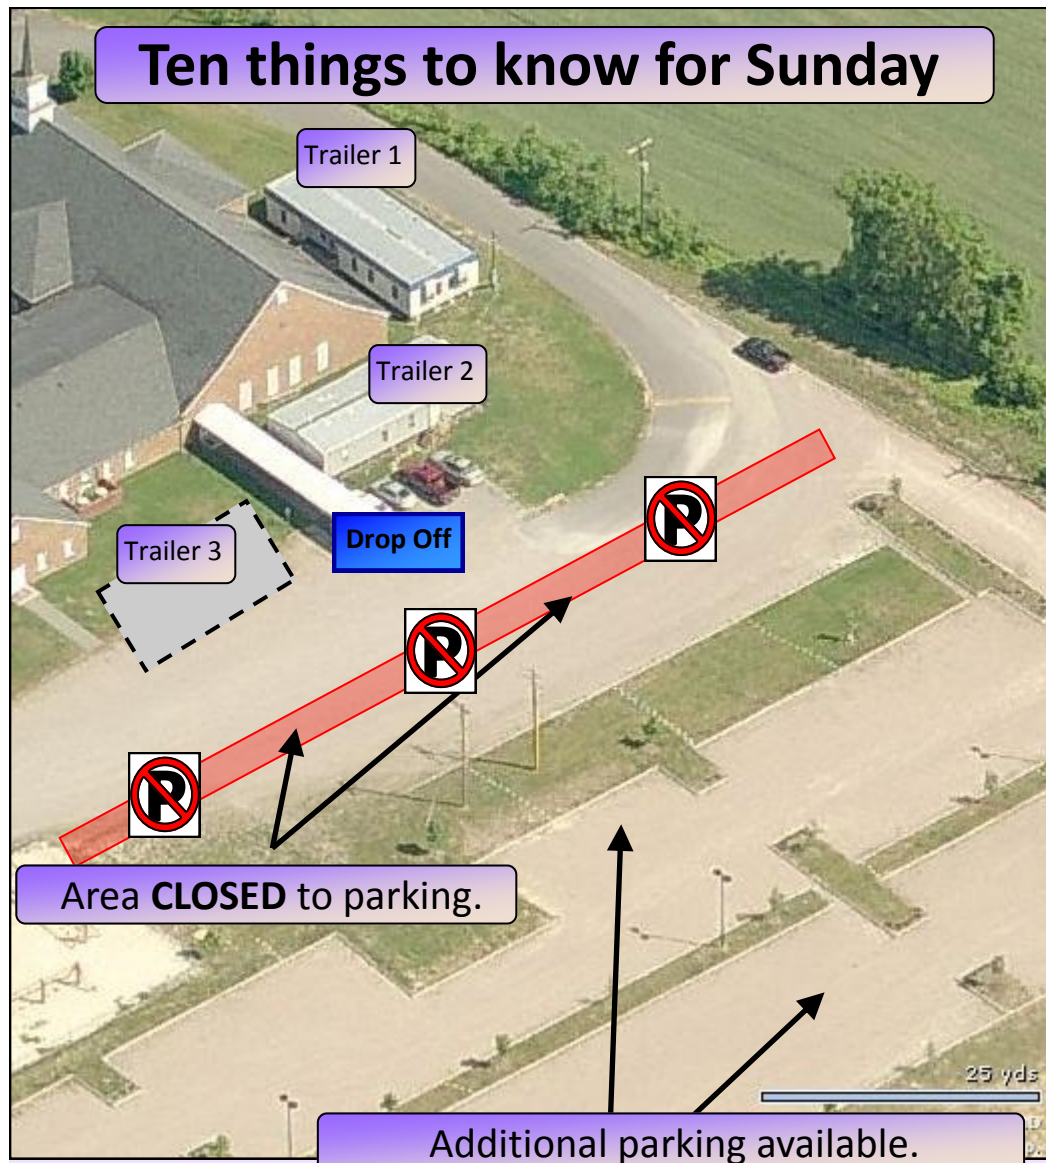 Ten things to know for Sunday
Trailer 1
Trailer 2
Drop Off
Trailer 3
P
P
P
Area CLOSED to parking.
25 yds
Additional parking available.